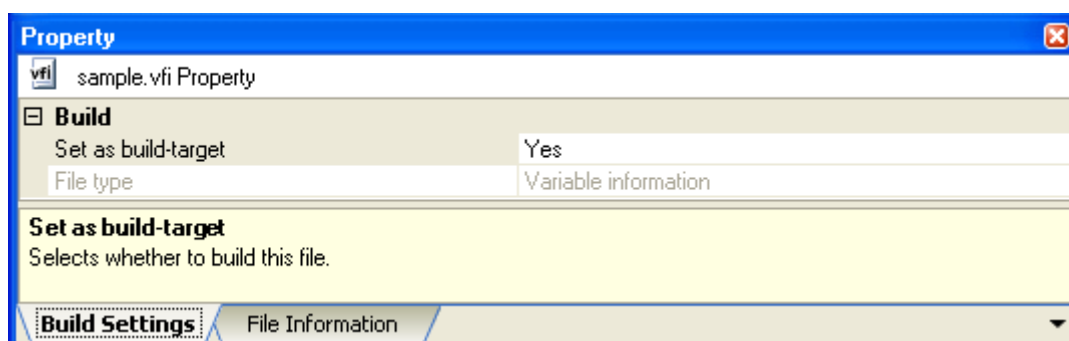 Property
vfi sample.vfi Property
Build
Set as build-target Yes
File type Variable information
Set as build-target
Selects whether to build this file.
Build Settings File Information